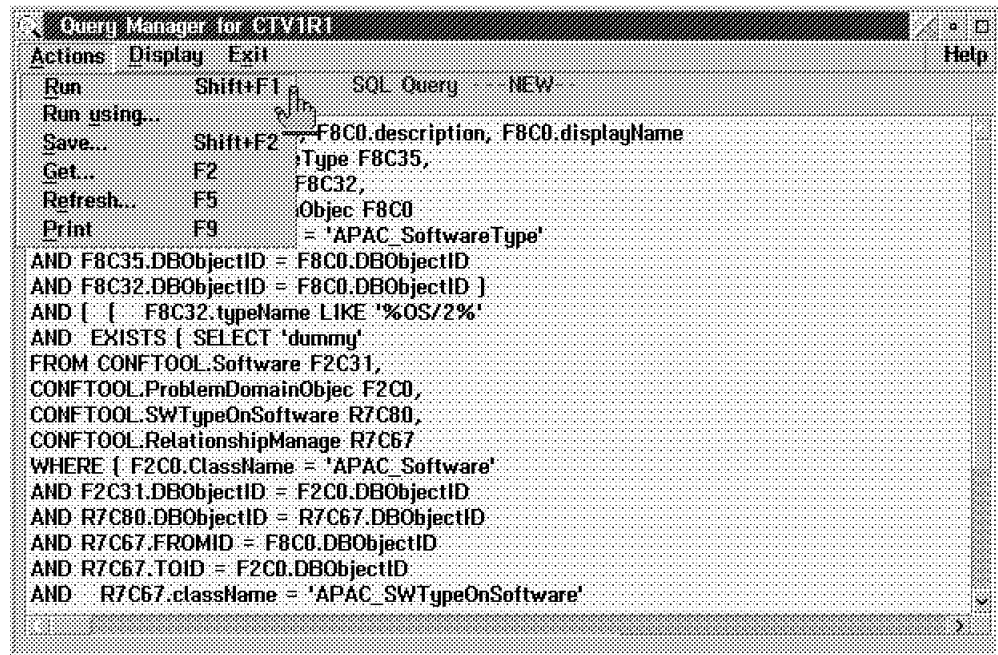 Query Manager for CTV1R1
Actions Display Exit Help
Run Shift+F1 SQL Query ---NEW-
Run using...
, F8C0.description, F8C0.displayName
Save... Shift+F2
Type F8C35,
Get... F2
F8C32,
Refresh... F5
Objec F8C0
Print F9 = 'APAC_SoftwareType'
AND F8C35.DBObjectID = F8C0.DBObjectID
AND F8C32.DBObjectID = F8C0.DBObjectID )
AND ( ( F8C32.typeName LIKE '%OS/2%'
AND EXISTS ( SELECT 'dummy'
FROM CONFTOOL.Software F2C31,
CONFTOOL.ProblemDomainObjec F2C0,
CONFTOOL.SWTypeOnSoftware R7C80,
CONFTOOL.RelationshipManage R7C67
WHERE ( F2C0.ClassName = 'APAC_Software'
AND F2C31.DBObjectID = F2C0.DBObjectID
AND R7C80.DBObjectID = R7C67.DBObjectID
AND R7C67.FROMID = F8C0.DBObjectID
AND R7C67.TOID = F2C0.DBObjectID
AND R7C67.className = 'APAC_SWTypeOnSoftware'